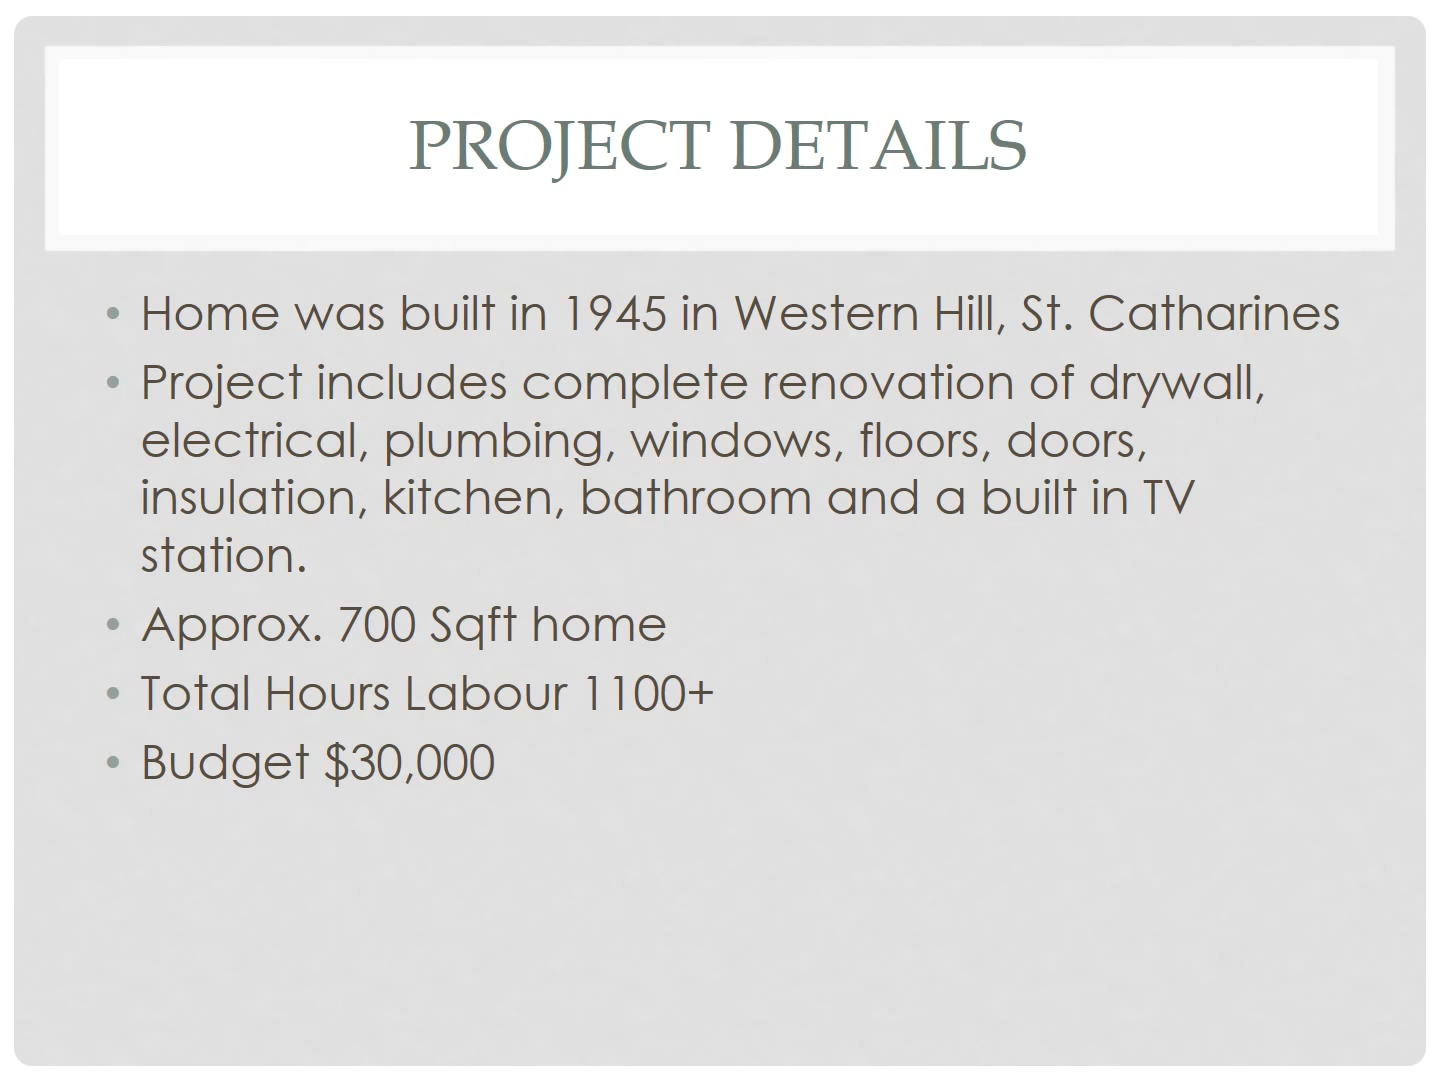 PROJECT DETAILS
• Home was built in 1945 in Western Hill, St. Catharines
• Project includes complete renovation of drywall,
electrical, plumbing, windows, floors, doors,
insulation, kitchen, bathroom and a built in TV
station.
• Approx. 700 Sqft home
• Total Hours Labour 1100+
• Budget $30,000